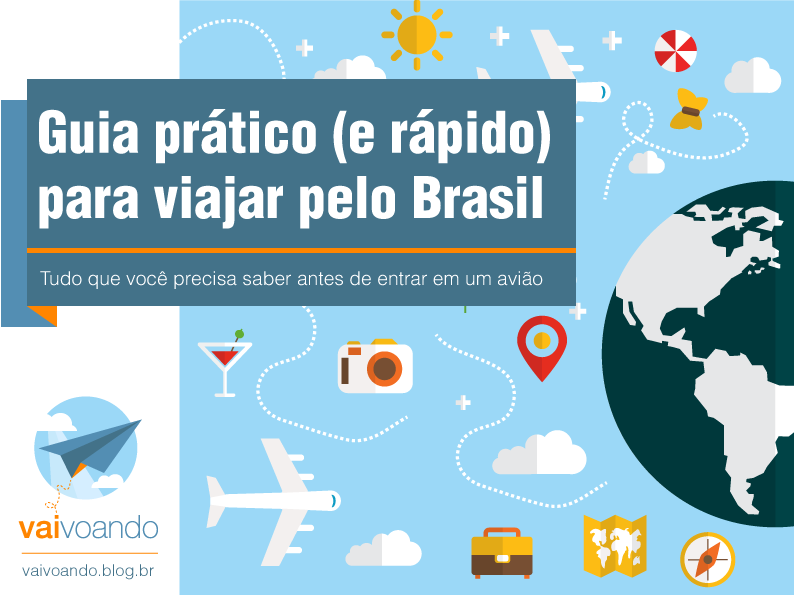 Guia prático (e rápido)
para viajar pelo Brasil
Tudo que você precisa saber antes de entrar em um avião
vaivoando
vaivoando.blog.br